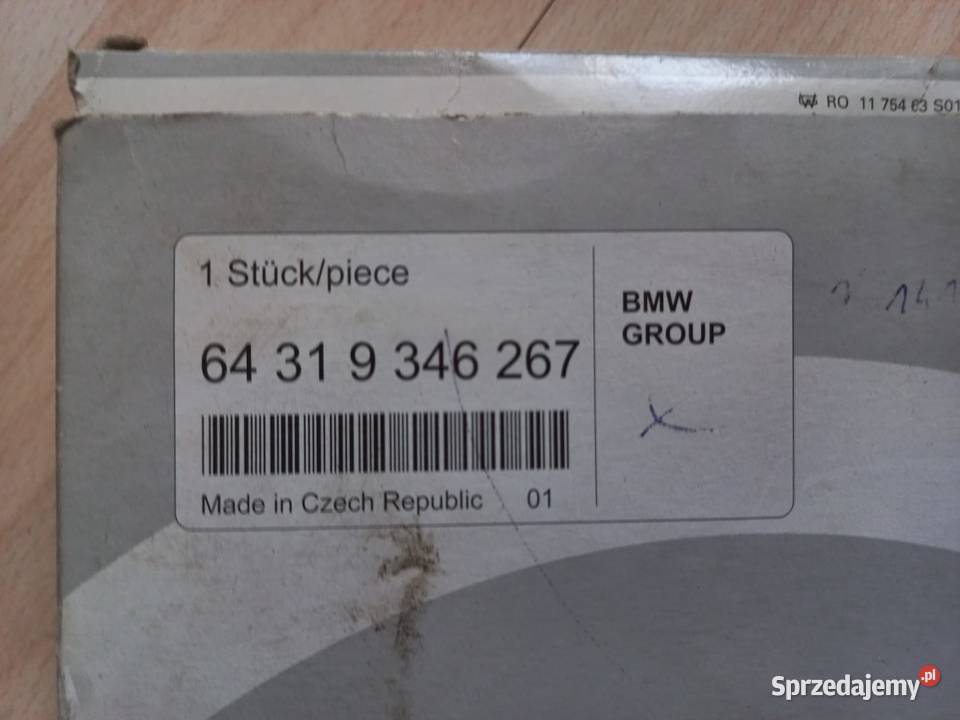 RO 11 754 63 S01
1 Stück/piece
64 31 9 346 267
Made in Czech Republic 01
BMW
GROUP
Sprzedajemy.pl